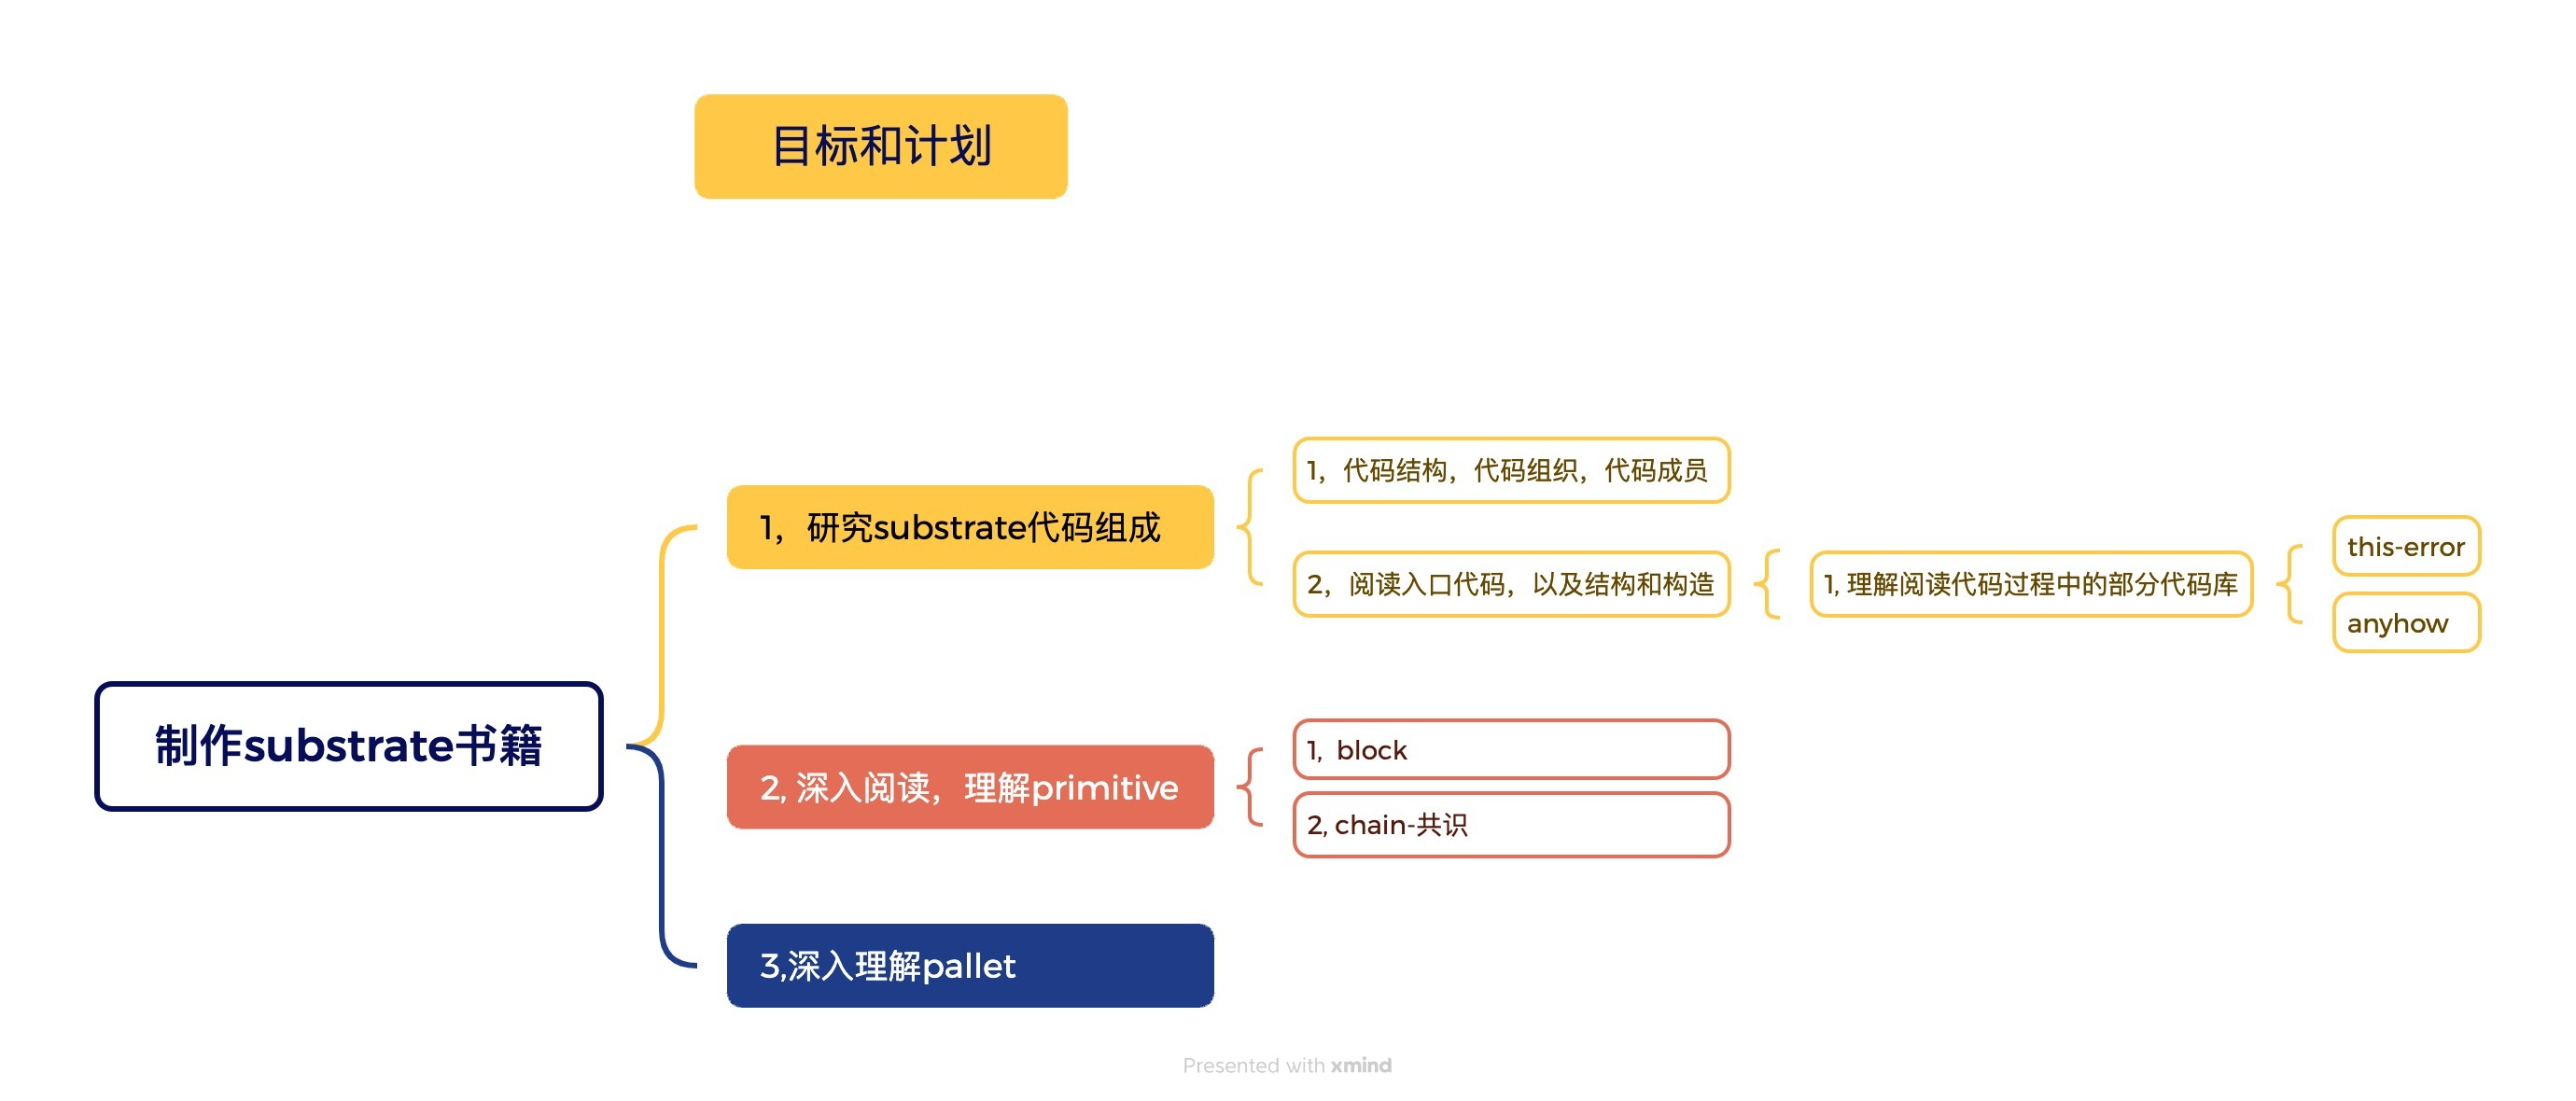 目标和计划
制作substrate书籍
1，研究substrate代码组成
1，代码结构，代码组织，代码成员
2，阅读入口代码，以及结构和构造
1, 理解阅读代码过程中的部分代码库
this-error
anyhow
2, 深入阅读，理解primitive
1,  block
2, chain-共识
3,深入理解pallet
Presented with xmind